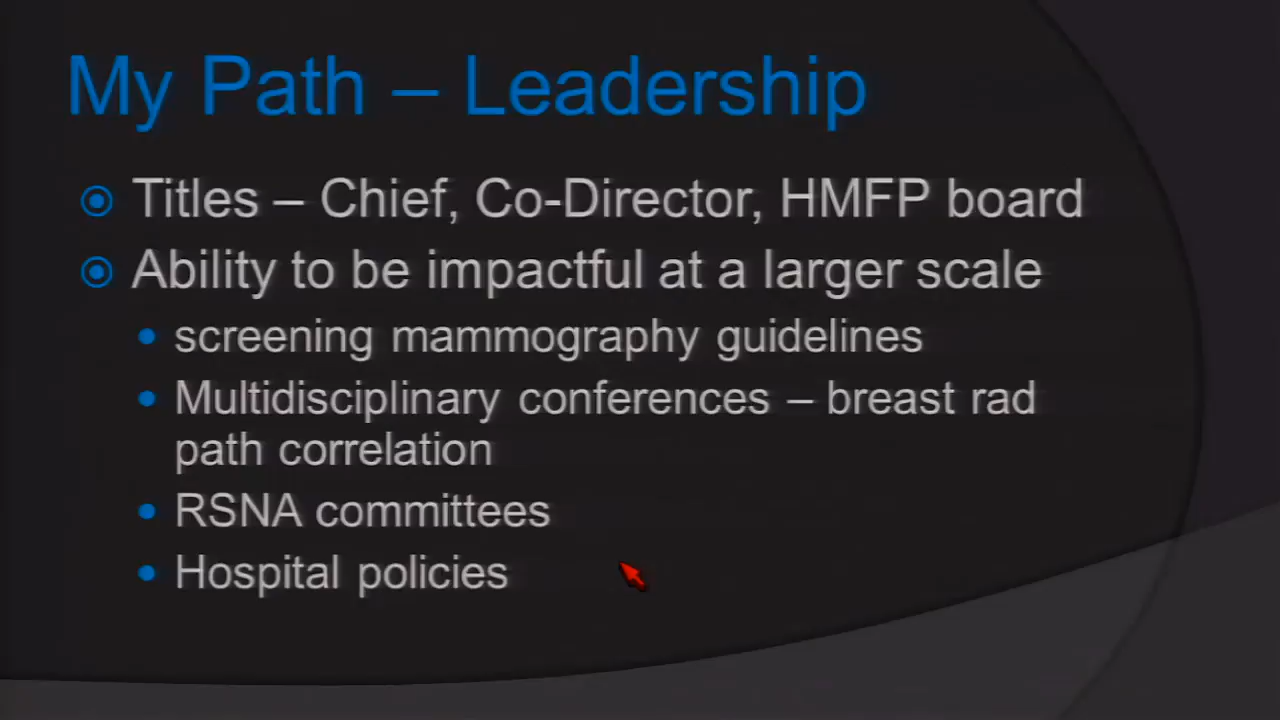 My Path – Leadership
Titles – Chief, Co-Director, HMFP board
Ability to be impactful at a larger scale
screening mammography guidelines
Multidisciplinary conferences – breast rad
path correlation
RSNA committees
Hospital policies